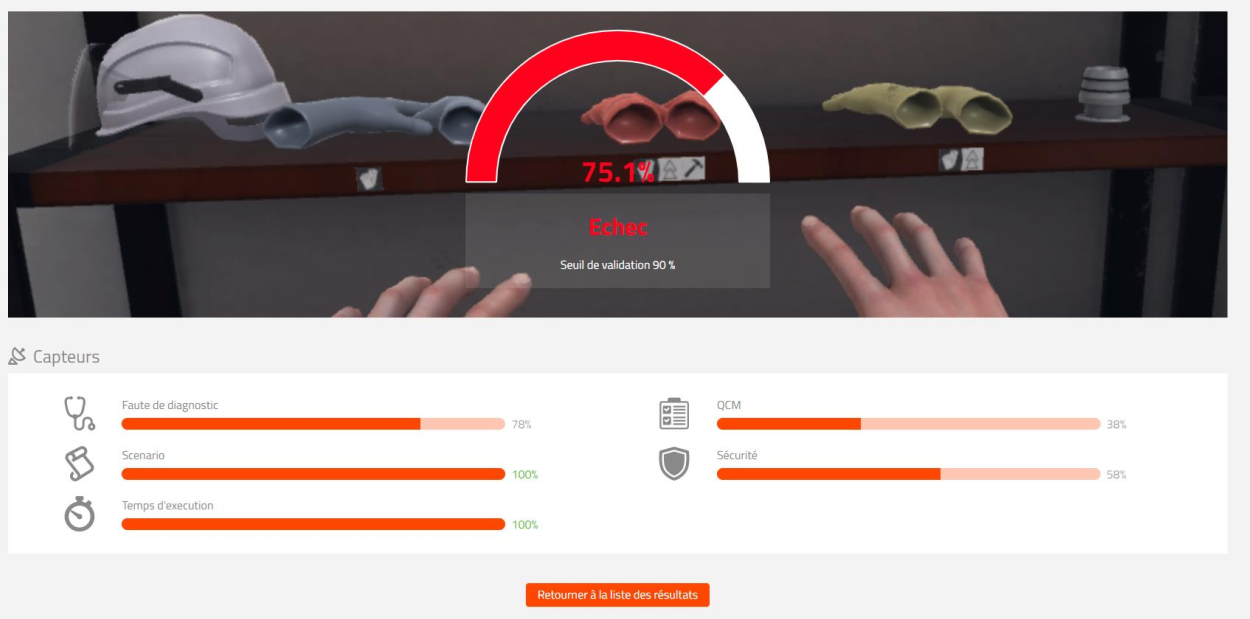 75.1%
Echec
Seuil de validation 90 %
Capteurs
Faute de diagnostic
78%
QCM
38%
Scenario
100%
Sécurité
58%
Temps d'execution
100%
Retourner à la liste des résultats